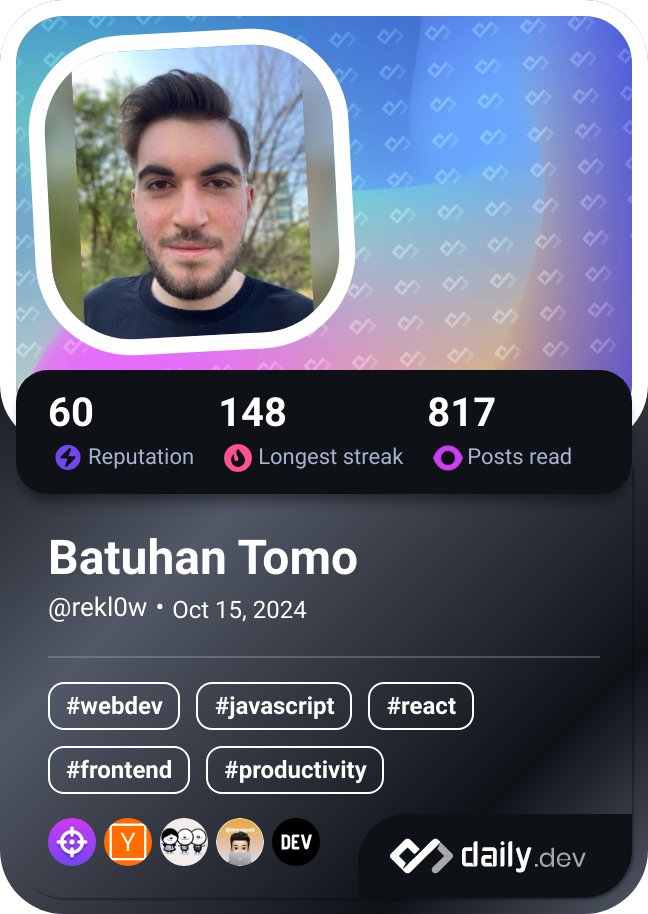 60 148 817
Reputation Longest streak Posts read
Batuhan Tomo
@rekl0w • Oct 15, 2024
#webdev #javascript #react
#frontend #productivity
Y DEV
daily.dev